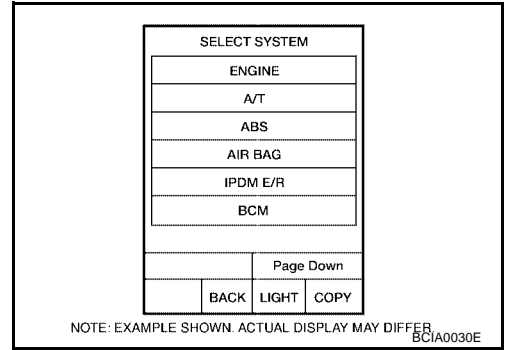 SELECT SYSTEM
ENGINE
A/T
ABS
AIR BAG
IPDM E/R
BCM
Page Down
BACK LIGHT COPY
NOTE: EXAMPLE SHOWN. ACTUAL DISPLAY MAY DIFFER.
BCIA0030E